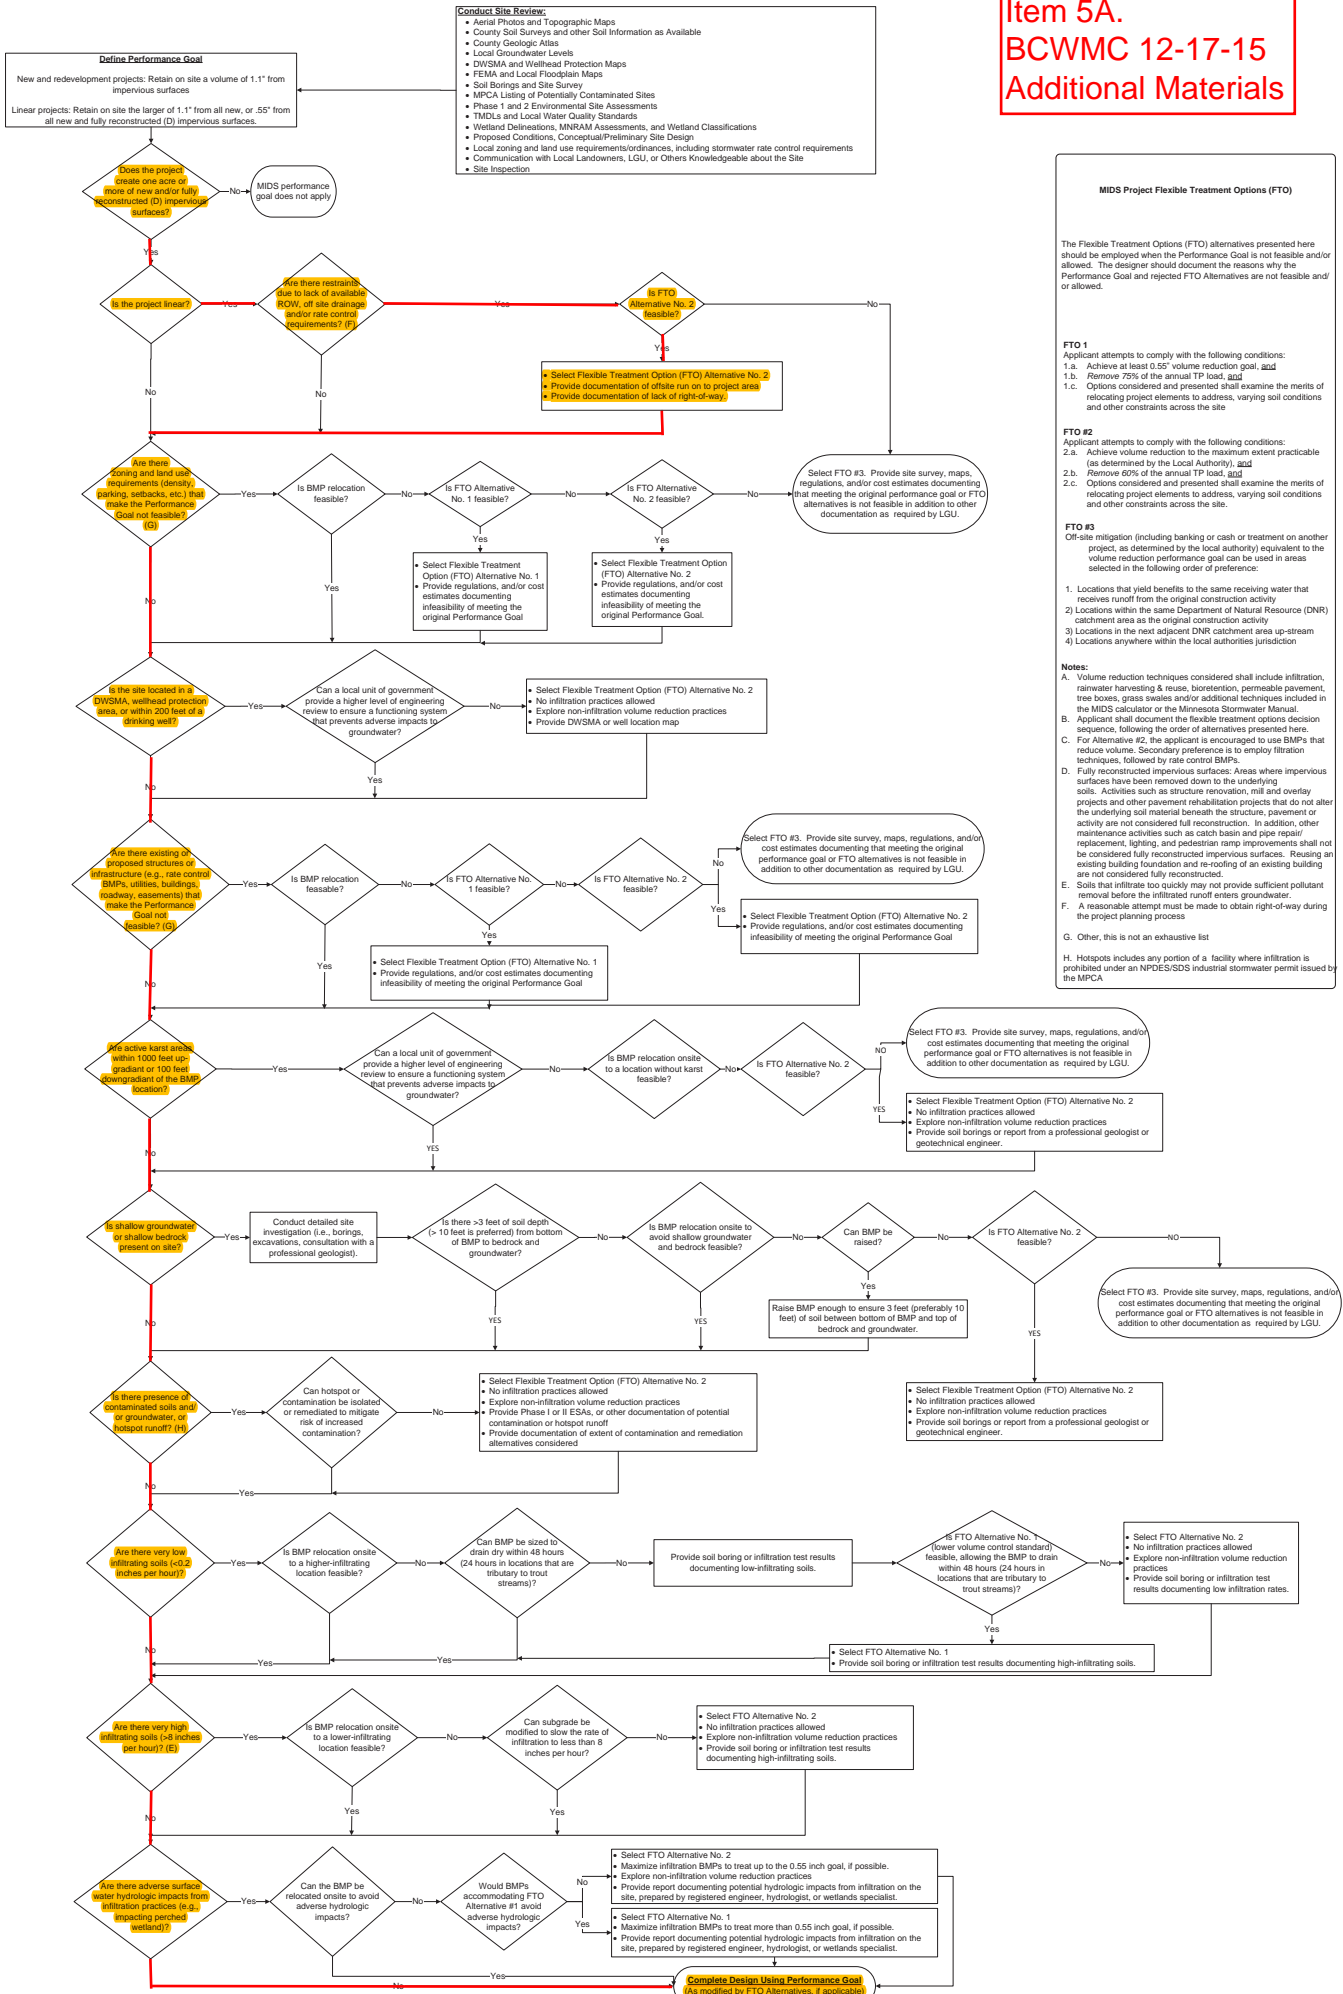 Item 5A.
BCWMC 12-17-15
Additional Materials
Conduct Site Review:
• Aerial Photos and Topographic Maps
• County Soil Surveys and other Soil Information as Available
• County Geologic Atlas
• Local Groundwater Levels
• DWSMA and Wellhead Protection Maps
• FEMA and Local Floodplain Maps
• Soil Borings and Site Survey
• MPCA Listing of Potentially Contaminated Sites
• Phase 1 and 2 Environmental Site Assessments
• TMDLs and Local Water Quality Standards
• Wetland Delineations, MNRAM Assessments, and Wetland Classifications
• Proposed Conditions, Conceptual/Preliminary Site Design
• Local zoning and land use requirements/ordinances, including stormwater rate control requirements
• Communication with Local Landowners, LGU, or Others Knowledgeable about the Site
• Site Inspection
Define Performance Goal
New and redevelopment projects: Retain on site a volume of 1.1" from
impervious surfaces
Linear projects: Retain on site the larger of 1.1" from all new, or .55" from
all new and fully reconstructed (D) impervious surfaces.
Does the project
create one acre or
more of new and/or fully
reconstructed (D) impervious
surfaces?
No
MIDS performance
goal does not apply
Yes
Is the project linear?
Yes
Are there restraints
due to lack of available
ROW, off site drainage
and/or rate control
requirements? (F)
Yes
Is FTO
Alternative No. 2
feasible?
No
Yes
• Select Flexible Treatment Option (FTO) Alternative No. 2
• Provide documentation of offsite run on to project area
• Provide documentation of lack of right-of-way.
No
No
Are there
zoning and land use
requirements (density,
parking, setbacks, etc.) that
make the Performance
Goal not feasible?
(G)
Yes
Is BMP relocation
feasible?
No
Is FTO Alternative
No. 1 feasible?
No
Is FTO Alternative
No. 2 feasible?
No
Select FTO #3. Provide site survey, maps,
regulations, and/or cost estimates documenting
that meeting the original performance goal or FTO
alternatives is not feasible in addition to other
documentation as required by LGU.
Yes
Yes
Yes
• Select Flexible Treatment
Option (FTO) Alternative No. 1
• Provide regulations, and/or cost
estimates documenting
infeasibility of meeting the
original Performance Goal
• Select Flexible Treatment Option
(FTO) Alternative No. 2
• Provide regulations, and/or cost
estimates documenting
infeasibility of meeting the
original Performance Goal.
No
Is the site located in a
DWSMA, wellhead protection
area, or within 200 feet of a
drinking well?
Yes
Can a local unit of government
provide a higher level of engineering
review to ensure a functioning system
that prevents adverse impacts to
groundwater?
No
• Select Flexible Treatment Option (FTO) Alternative No. 2
• No infiltration practices allowed
• Explore non-infiltration volume reduction practices
• Provide DWSMA or well location map
Yes
No
Are there existing or
proposed structures or
infrastructure (e.g., rate control
BMPs, utilities, buildings,
roadway, easements) that
make the Performance
Goal not
feasible? (G)
Yes
Is BMP relocation
feasable?
No
Is FTO Alternative No.
1 feasible?
No
Is FTO Alternative No. 2
feasible?
No
Select FTO #3. Provide site survey, maps, regulations, and/or
cost estimates documenting that meeting the original
performance goal or FTO alternatives is not feasible in
addition to other documentation as required by LGU.
Yes
• Select Flexible Treatment Option (FTO) Alternative No. 2
• Provide regulations, and/or cost estimates documenting
infeasibility of meeting the original Performance Goal
Yes
• Select Flexible Treatment Option (FTO) Alternative No. 1
• Provide regulations, and/or cost estimates documenting
infeasibility of meeting the original Performance Goal
Yes
No
Are active karst areas
within 1000 feet up-
gradiant or 100 feet
downgradiant of the BMP
location?
Yes
Can a local unit of government
provide a higher level of engineering
review to ensure a functioning system
that prevents adverse impacts to
groundwater?
No
Is BMP relocation onsite
to a location without karst
feasible?
No
Is FTO Alternative No. 2
feasible?
NO
Select FTO #3. Provide site survey, maps, regulations, and/or
cost estimates documenting that meeting the original
performance goal or FTO alternatives is not feasible in
addition to other documentation as required by LGU.
YES
• Select Flexible Treatment Option (FTO) Alternative No. 2
• No infiltration practices allowed
• Explore non-infiltration volume reduction practices
• Provide soil borings or report from a professional geologist or
geotechnical engineer.
YES
No
Is shallow groundwater
or shallow bedrock
present on site?
Yes
Conduct detailed site
investigation (i.e., borings,
excavations, consultation with a
professional geologist).
Is there >3 feet of soil depth
(> 10 feet is preferred) from bottom
of BMP to bedrock and
groundwater?
No
Is BMP relocation onsite to
avoid shallow groundwater
and bedrock feasible?
No
Can BMP be
raised?
No
Is FTO Alternative No. 2
feasible?
NO
Select FTO #3. Provide site survey, maps, regulations, and/or
cost estimates documenting that meeting the original
performance goal or FTO alternatives is not feasible in
addition to other documentation as required by LGU.
Yes
Raise BMP enough to ensure 3 feet (preferably 10
feet) of soil between bottom of BMP and top of
bedrock and groundwater.
YES
YES
YES
No
• Select Flexible Treatment Option (FTO) Alternative No. 2
• No infiltration practices allowed
• Explore non-infiltration volume reduction practices
• Provide soil borings or report from a professional geologist or
geotechnical engineer.
Is there presence of
contaminated soils and/
or groundwater, or
hotspot runoff? (H)
Yes
Can hotspot or
contamination be isolated
or remediated to mitigate
risk of increased
contamination?
No
• Select Flexible Treatment Option (FTO) Alternative No. 2
• No infiltration practices allowed
• Explore non-infiltration volume reduction practices
• Provide Phase I or II ESAs, or other documentation of potential
contamination or hotspot runoff
• Provide documentation of extent of contamination and remediation
alternatives considered
No
Yes
Are there very low
infiltrating soils (<0.2
inches per hour)?
Yes
Is BMP relocation onsite
to a higher-infiltrating
location feasible?
No
Can BMP be sized to
drain dry within 48 hours
(24 hours in locations that are
tributary to trout
streams)?
No
Provide soil boring or infiltration test results
documenting low-infiltrating soils.
Is FTO Alternative No. 1
(lower volume control standard)
feasible, allowing the BMP to drain
within 48 hours (24 hours in
locations that are tributary to
trout streams)?
No
• Select FTO Alternative No. 2
• No infiltration practices allowed
• Explore non-infiltration volume reduction
practices
• Provide soil boring or infiltration test
results documenting low infiltration rates.
Yes
• Select FTO Alternative No. 1
• Provide soil boring or infiltration test results documenting high-infiltrating soils.
No
Yes
Yes
Are there very high
infiltrating soils (>8 inches
per hour)? (E)
Yes
Is BMP relocation onsite
to a lower-infiltrating
location feasible?
No
Can subgrade be
modified to slow the rate of
infiltration to less than 8
inches per hour?
No
• Select FTO Alternative No. 2
• No infiltration practices allowed
• Explore non-infiltration volume reduction practices
• Provide soil boring or infiltration test results
documenting high-infiltrating soils.
Yes
Yes
No
Are there adverse surface
water hydrologic impacts from
infiltration practices (e.g.,
impacting perched
wetland)?
Yes
Can the BMP be
relocated onsite to avoid
adverse hydrologic
impacts?
No
Would BMPs
accommodating FTO
Alternative #1 avoid
adverse hydrologic
impacts?
No
• Select FTO Alternative No. 2
• Maximize infiltration BMPs to treat up to the 0.55 inch goal, if possible.
• Explore non-infiltration volume reduction practices
• Provide report documenting potential hydrologic impacts from infiltration on the
site, prepared by registered engineer, hydrologist, or wetlands specialist.
Yes
• Select FTO Alternative No. 1
• Maximize infiltration BMPs to treat more than 0.55 inch goal, if possible.
• Provide report documenting potential hydrologic impacts from infiltration on the
site, prepared by registered engineer, hydrologist, or wetlands specialist.
Yes
No
Complete Design Using Performance Goal
(As modified by FTO Alternatives, if applicable)
MIDS Project Flexible Treatment Options (FTO)
The Flexible Treatment Options (FTO) alternatives presented here
should be employed when the Performance Goal is not feasible and/or
allowed. The designer should document the reasons why the
Performance Goal and rejected FTO Alternatives are not feasible and/
or allowed.
FTO 1
Applicant attempts to comply with the following conditions:
1.a. Achieve at least 0.55" volume reduction goal, and
1.b. Remove 75% of the annual TP load, and
1.c. Options considered and presented shall examine the merits of
relocating project elements to address, varying soil conditions
and other constraints across the site
FTO #2
Applicant attempts to comply with the following conditions:
2.a. Achieve volume reduction to the maximum extent practicable
(as determined by the Local Authority), and
2.b. Remove 60% of the annual TP load, and
2.c. Options considered and presented shall examine the merits of
relocating project elements to address, varying soil conditions
and other constraints across the site.
FTO #3
Off-site mitigation (including banking or cash or treatment on another
project, as determined by the local authority) equivalent to the
volume reduction performance goal can be used in areas
selected in the following order of preference:
1. Locations that yield benefits to the same receiving water that
receives runoff from the original construction activity
2) Locations within the same Department of Natural Resource (DNR)
catchment area as the original construction activity
3) Locations in the next adjacent DNR catchment area up-stream
4) Locations anywhere within the local authorities jurisdiction
Notes:
A. Volume reduction techniques considered shall include infiltration,
rainwater harvesting & reuse, bioretention, permeable pavement,
tree boxes, grass swales and/or additional techniques included in
the MIDS calculator or the Minnesota Stormwater Manual.
B. Applicant shall document the flexible treatment options decision
sequence, following the order of alternatives presented here.
C. For Alternative #2, the applicant is encouraged to use BMPs that
reduce volume. Secondary preference is to employ filtration
techniques, followed by rate control BMPs.
D. Fully reconstructed impervious surfaces: Areas where impervious
surfaces have been removed down to the underlying
soils. Activities such as structure renovation, mill and overlay
projects and other pavement rehabilitation projects that do not alter
the underlying soil material beneath the structure, pavement or
activity are not considered full reconstruction. In addition, other
maintenance activities such as catch basin and pipe repair/
replacement, lighting, and pedestrian ramp improvements shall not
be considered fully reconstructed impervious surfaces. Reusing an
existing building foundation and re-roofing of an existing building
are not considered fully reconstructed.
E. Soils that infiltrate too quickly may not provide sufficient pollutant
removal before the infiltrated runoff enters groundwater.
F. A reasonable attempt must be made to obtain right-of-way during
the project planning process
G. Other, this is not an exhaustive list
H. Hotspots includes any portion of a facility where infiltration is
prohibited under an NPDES/SDS industrial stormwater permit issued by
the MPCA